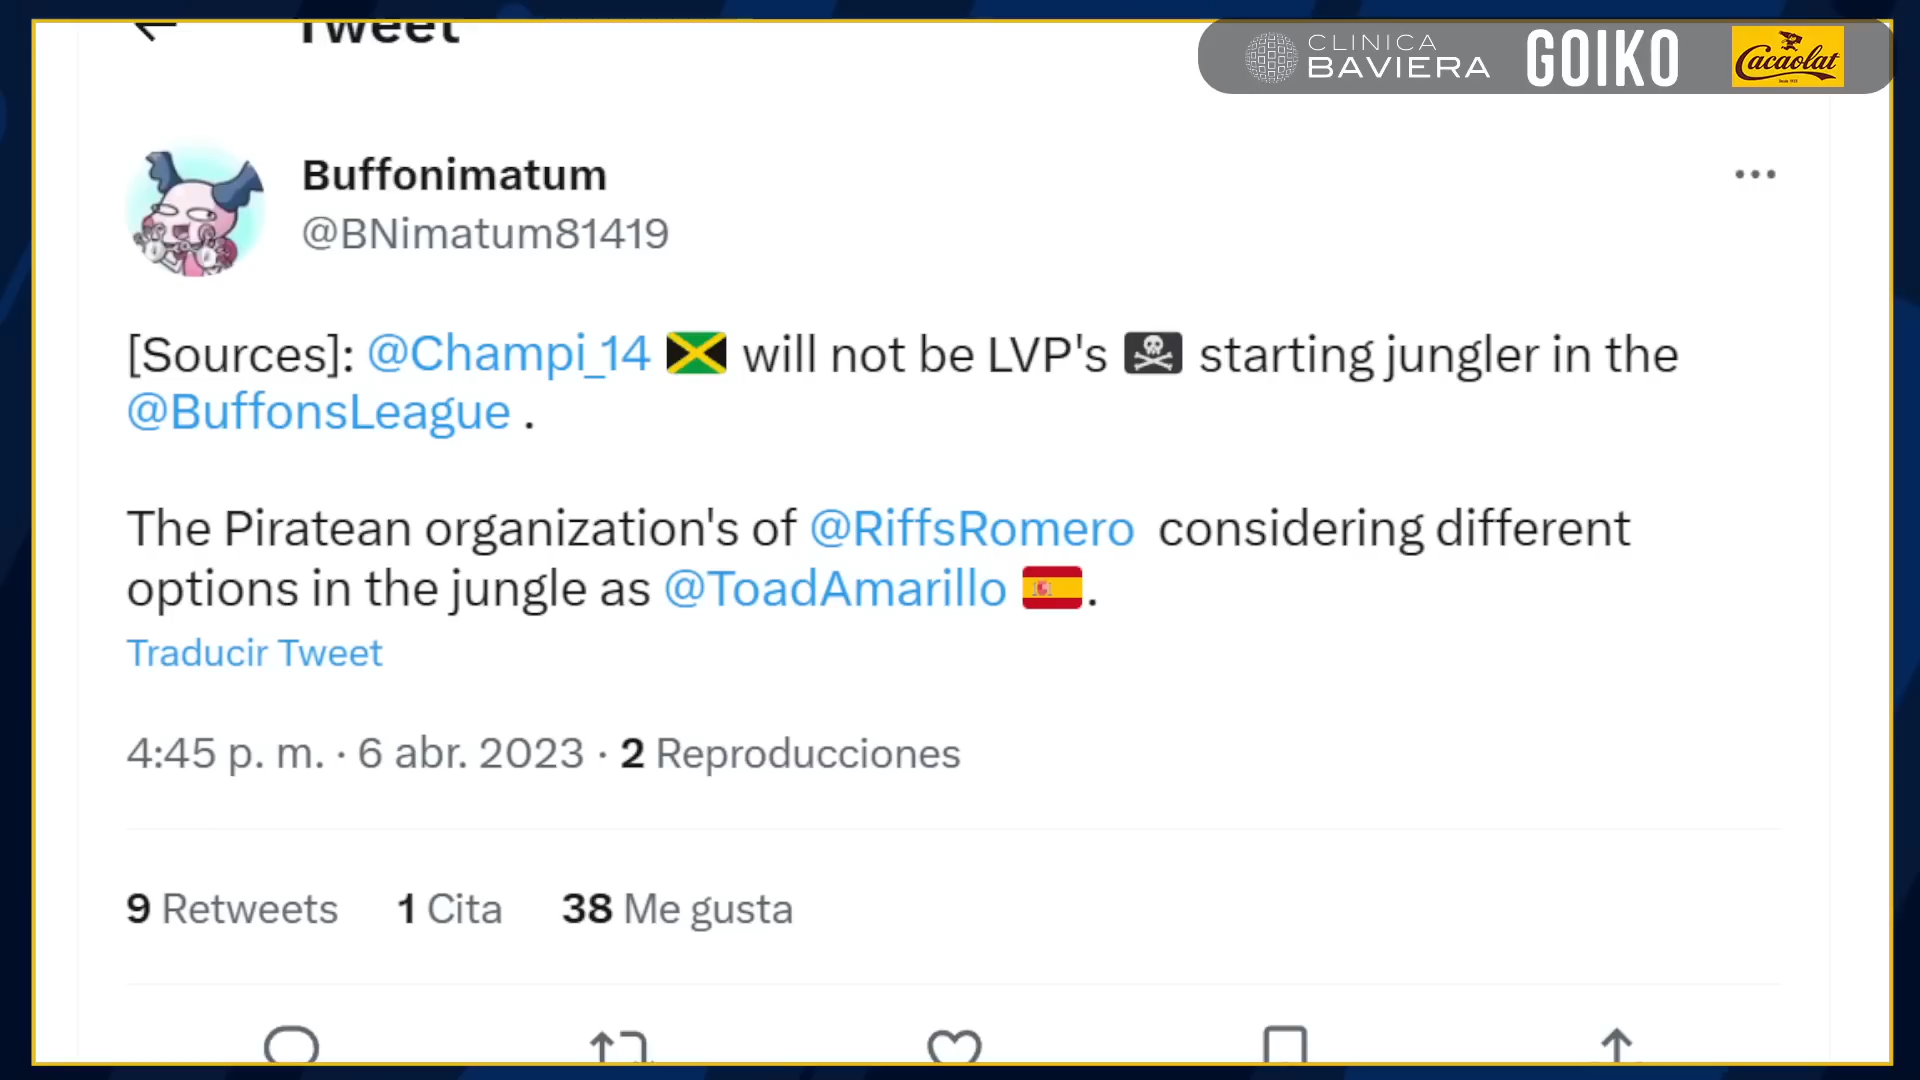 Tweet
CLINICA
BAVIERA
GOIKO
Cacaolat
Buffonimatum
@BNimatum81419
[Sources]: @Champi_14 🇯🇲 will not be LVP's 🏴‍☠️ starting jungler in the
@BuffonsLeague .
The Piratean organization's of @RiffsRomero considering different
options in the jungle as @ToadAmarillo 🇪🇸.
Traducir Tweet
4:45 p. m. · 6 abr. 2023 · 2 Reproducciones
9 Retweets 1 Cita 38 Me gusta